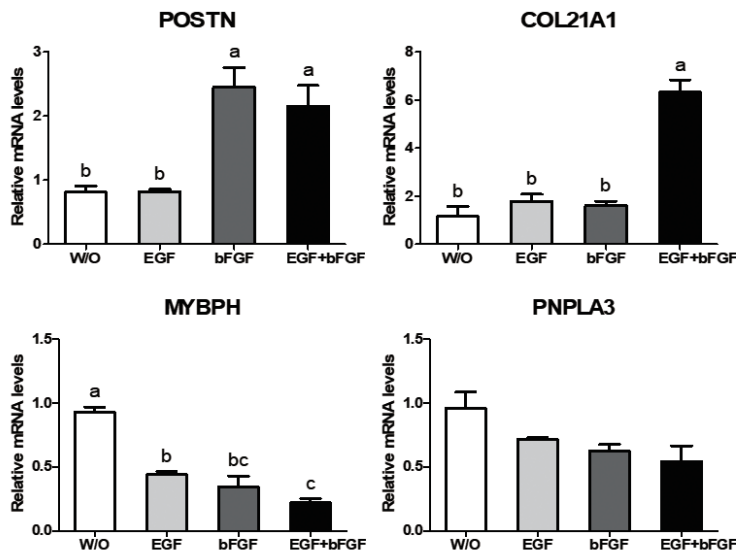 POSTN
Relative mRNA levels
3
2
1
0
b
b
a
a
W/O EGF bFGF EGF+bFGF
COL21A1
Relative mRNA levels
8
6
4
2
0
b
b
b
a
W/O EGF bFGF EGF+bFGF
MYBPH
Relative mRNA levels
1.5
1.0
0.5
0.0
a
b
bc
c
W/O EGF bFGF EGF+bFGF
PNPLA3
Relative mRNA levels
1.5
1.0
0.5
0.0
W/O EGF bFGF EGF+bFGF